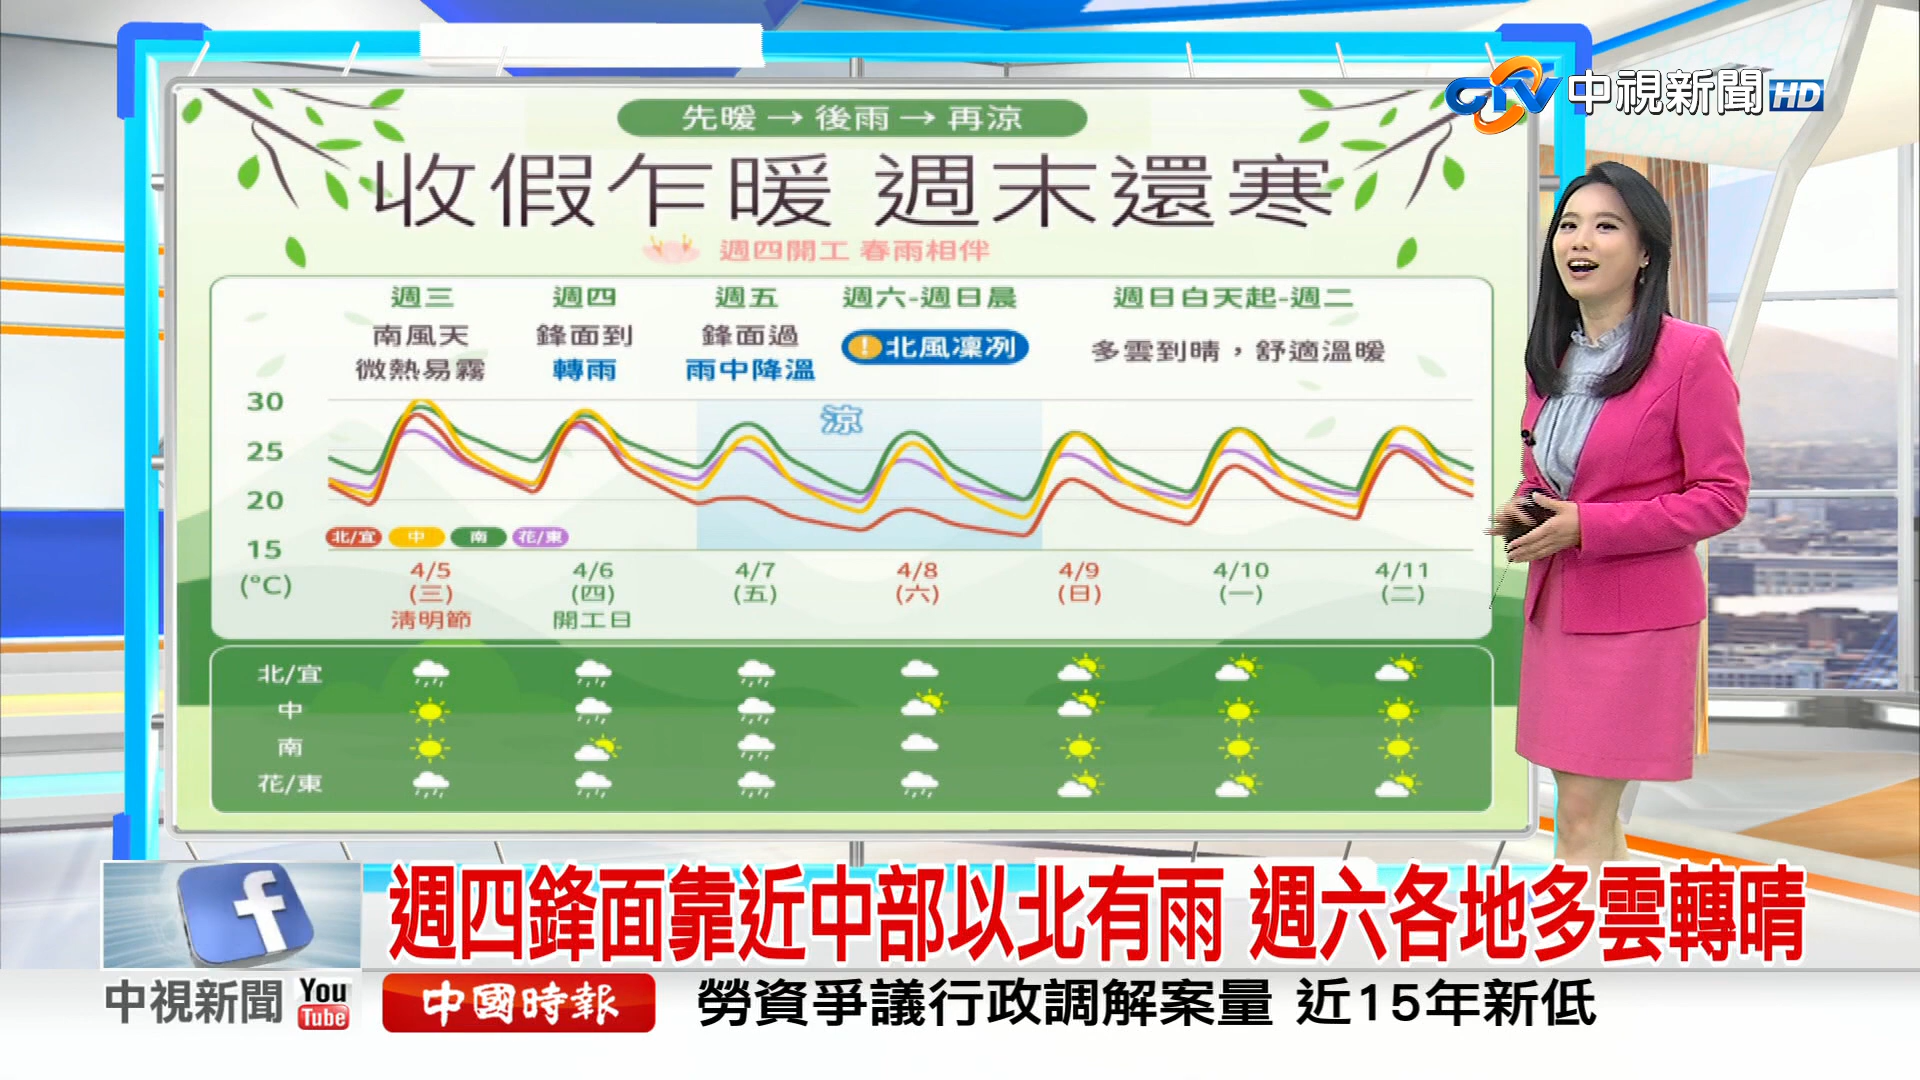 CTV 中視新聞 HD
先暖→後雨→再涼
收假乍暖 週末還寒
週四開工 春雨相伴
週三 週四 週五 週六-週日晨 週日白天起-週二
南風天 鋒面到 鋒面過 ! 北風凜冽 多雲到晴，舒適溫暖
微熱易霧 轉雨 雨中降溫
涼
30
25
20
15
(°C)
北/宜 中 南 花/東
4/5 4/6 4/7 4/8 4/9 4/10 4/11
(三) (四) (五) (六) (日) (一) (二)
清明節 開工日
北/宜
中
南
花/東
f
週四鋒面靠近中部以北有雨 週六各地多雲轉晴
中視新聞 You Tube 中國時報 勞資爭議行政調解案量 近15年新低